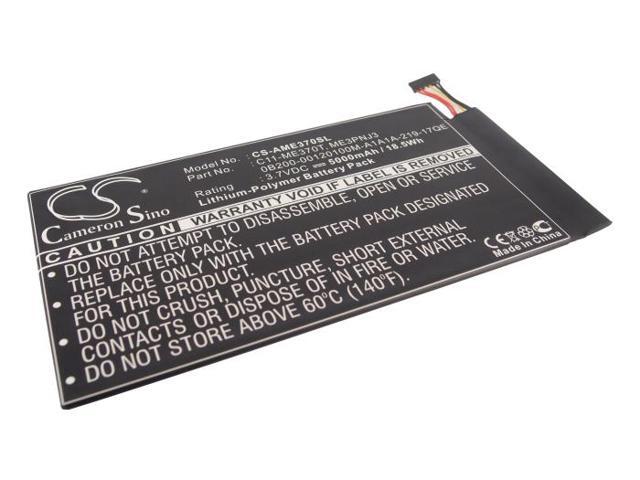 CS
Cameron Sino
Model No. : CS-AME370SL
Part No. : C11-ME370T, ME3PNJ3
0B200-00120100M-A1A1A-219-17QE
Rating : 3.7VDC ⎓ 5000mAh / 18.5Wh
Lithium-Polymer Battery Pack
CAUTION WARRANTY VOID IF LABEL REMOVED
DO NOT ATTEMPT TO DISASSEMBLE, SHORT EXTERNAL
CONTACTS, OR OPEN THE BATTERY PACK.
REPLACE ONLY WITH THE BATTERY PACK DESIGNATED
FOR THIS PRODUCT.
DO NOT CRUSH, PUNCTURE, SHORT EXTERNAL
CONTACTS OR DISPOSE OF IN FIRE OR WATER.
DO NOT STORE ABOVE 60°C (140°F).
CE
Made In China